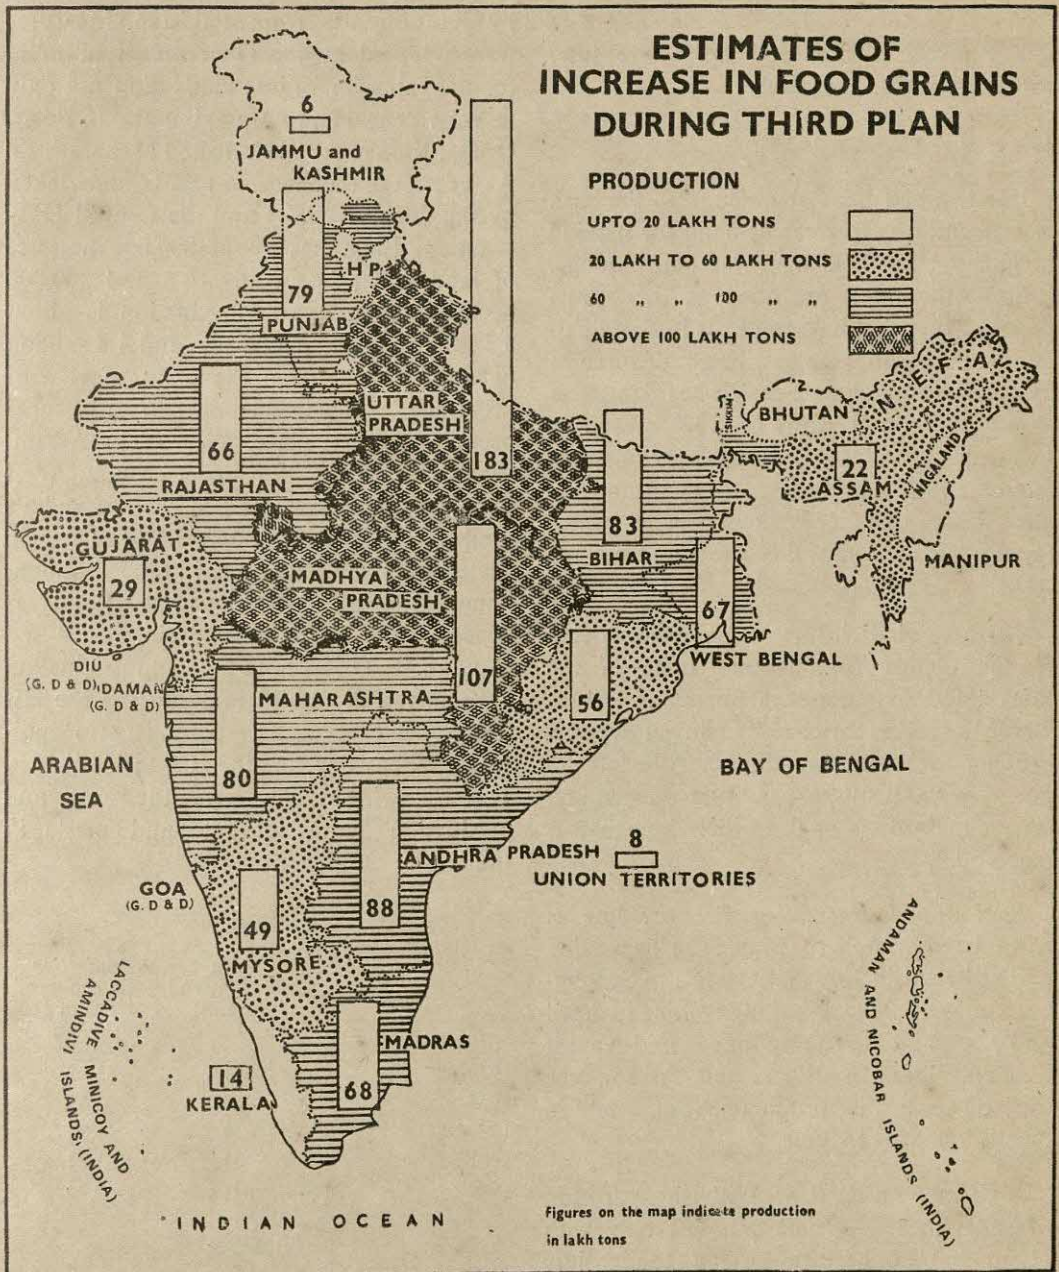 ESTIMATES OF
INCREASE IN FOOD GRAINS
DURING THIRD PLAN
PRODUCTION
UPTO 20 LAKH TONS
20 LAKH TO 60 LAKH TONS
60 „ „ 100 „ „
ABOVE 100 LAKH TONS
6
JAMMU and
KASHMIR
H P
79
PUNJAB
UTTAR
PRADESH
183
66
RAJASTHAN
SIKKIM
BHUTAN
N E F A
22
ASSAM
NAGALAND
MANIPUR
83
BIHAR
GUJARAT
29
MADHYA
PRADESH
107
67
WEST BENGAL
56
DIU
(G. D & D)
DAMAN
(G. D & D)
MAHARASHTRA
80
ARABIAN
SEA
BAY OF BENGAL
ANDHRA PRADESH
88
8
UNION TERRITORIES
GOA
(G. D & D)
49
MYSORE
MADRAS
68
14
KERALA
LACCADIVE MINICOY AND
AMINDIVI ISLANDS, (INDIA)
ANDAMAN AND NICOBAR ISLANDS (INDIA)
INDIAN OCEAN
Figures on the map indicate production
in lakh tons